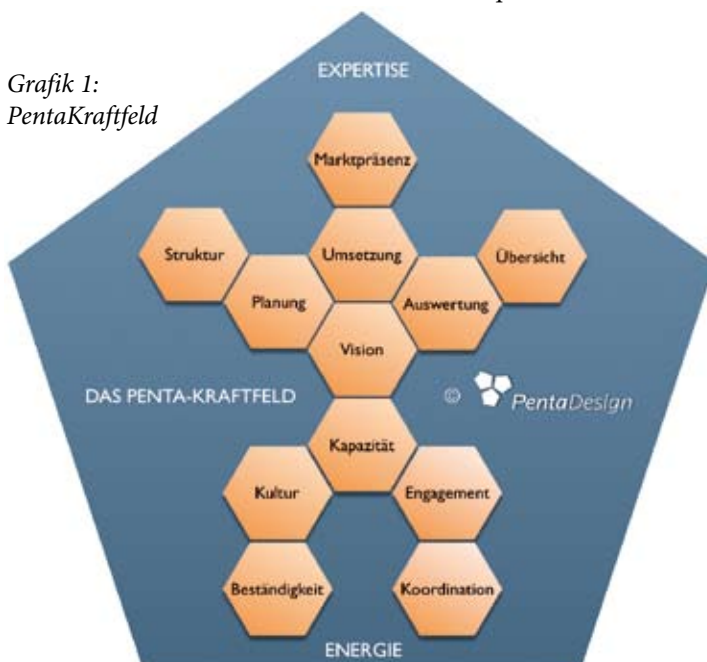 Grafik 1:
PentaKraftfeld
EXPERTISE
Marktpräsenz
Struktur
Umsetzung
Übersicht
Planung
Auswertung
Vision
DAS PENTA-KRAFTFELD
© PentaDesign
Kapazität
Kultur
Engagement
Beständigkeit
Koordination
ENERGIE